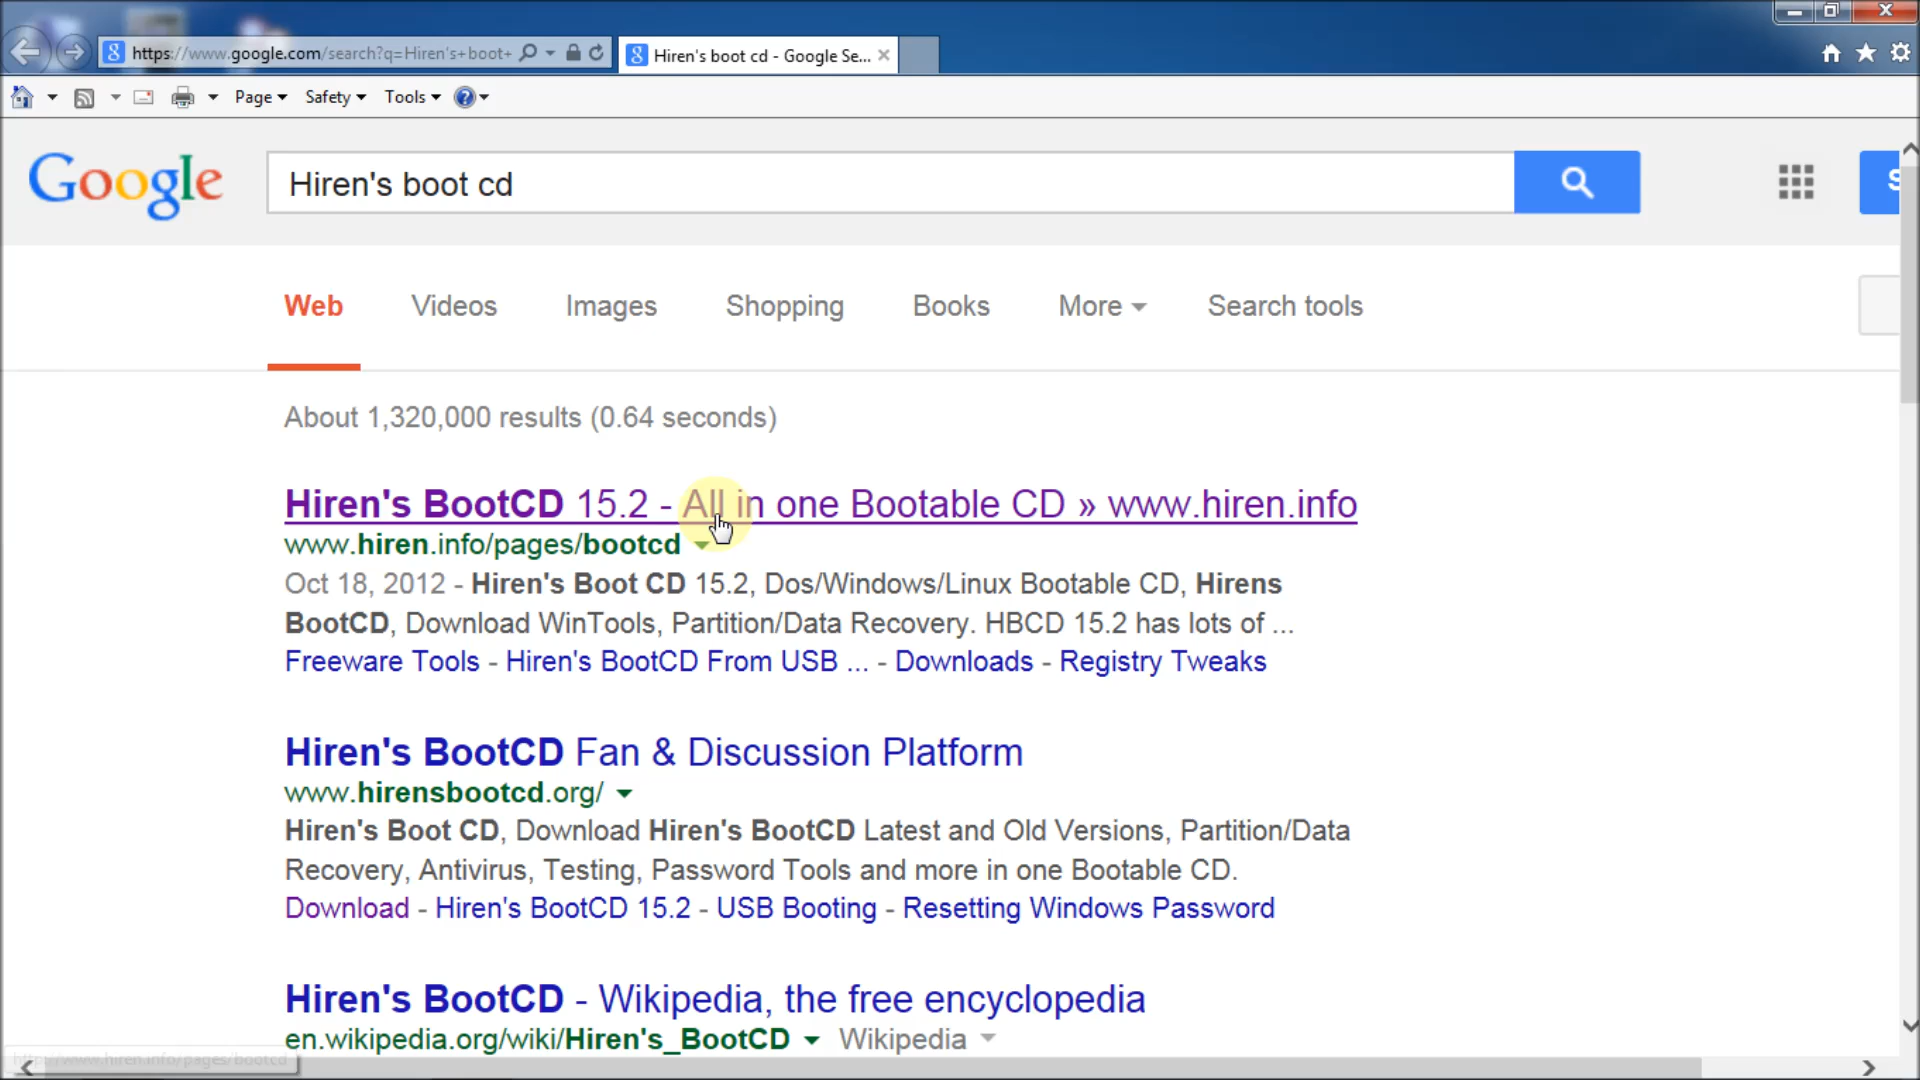 https://www.google.com/search?q=Hiren's+boot+
Hiren's boot cd - Google Se...
Page
Safety
Tools
Google
Hiren's boot cd
S
Web
Videos
Images
Shopping
Books
More
Search tools
About 1,320,000 results (0.64 seconds)
Hiren's BootCD 15.2 - All in one Bootable CD » www.hiren.info
www.hiren.info/pages/bootcd
Oct 18, 2012 - Hiren's Boot CD 15.2, Dos/Windows/Linux Bootable CD, Hirens
BootCD, Download WinTools, Partition/Data Recovery. HBCD 15.2 has lots of ...
Freeware Tools - Hiren's BootCD From USB ... - Downloads - Registry Tweaks
Hiren's BootCD Fan & Discussion Platform
www.hirensbootcd.org/
Hiren's Boot CD, Download Hiren's BootCD Latest and Old Versions, Partition/Data
Recovery, Antivirus, Testing, Password Tools and more in one Bootable CD.
Download - Hiren's BootCD 15.2 - USB Booting - Resetting Windows Password
Hiren's BootCD - Wikipedia, the free encyclopedia
en.wikipedia.org/wiki/Hiren's_BootCD
Wikipedia
http://www.hiren.info/pages/bootcd